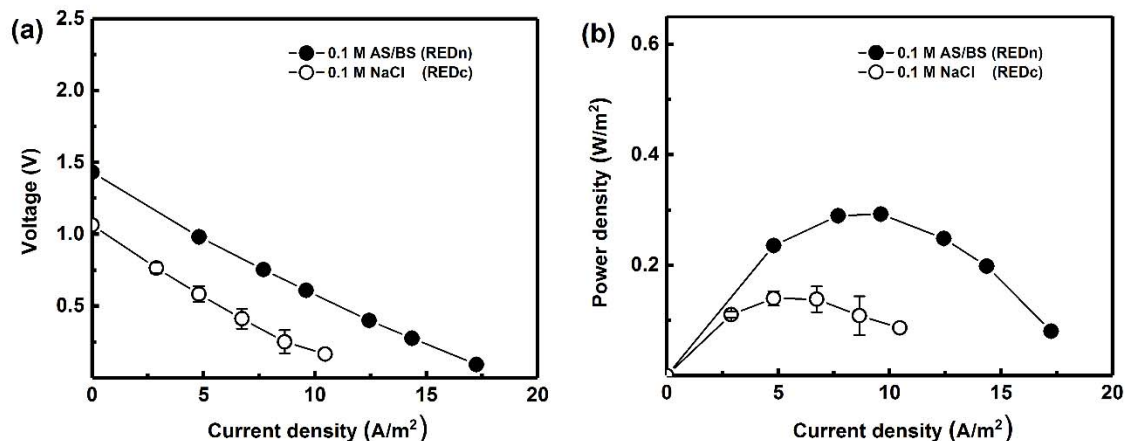 (a)
2.5
2.0
1.5
1.0
0.5
0
5
10
15
20
Voltage (V)
Current density (A/m²)
0.1 M AS/BS (REDn)
0.1 M NaCl (REDc)
(b)
0.6
0.4
0.2
0
5
10
15
20
Power density (W/m²)
Current density (A/m²)
0.1 M AS/BS (REDn)
0.1 M NaCl (REDc)